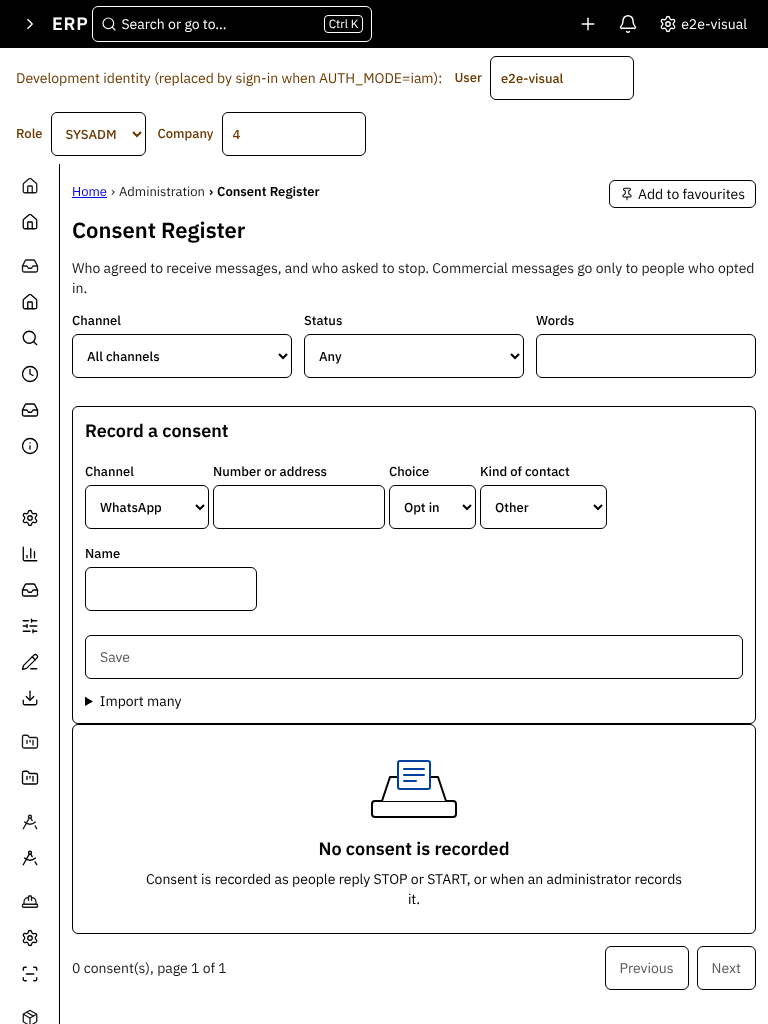 ERP
Search or go to...
Ctrl K
e2e-visual
Development identity (replaced by sign-in when AUTH_MODE=iam):
User
e2e-visual
Role
SYSADM
Company
4
Home › Administration › Consent Register
Add to favourites
Consent Register
Who agreed to receive messages, and who asked to stop. Commercial messages go only to people who opted
in.
Channel
Status
Words
All channels
Any
Record a consent
Channel
Number or address
Choice
Kind of contact
WhatsApp
Opt in
Other
Name
Save
Import many
No consent is recorded
Consent is recorded as people reply STOP or START, or when an administrator records
it.
0 consent(s), page 1 of 1
Previous
Next